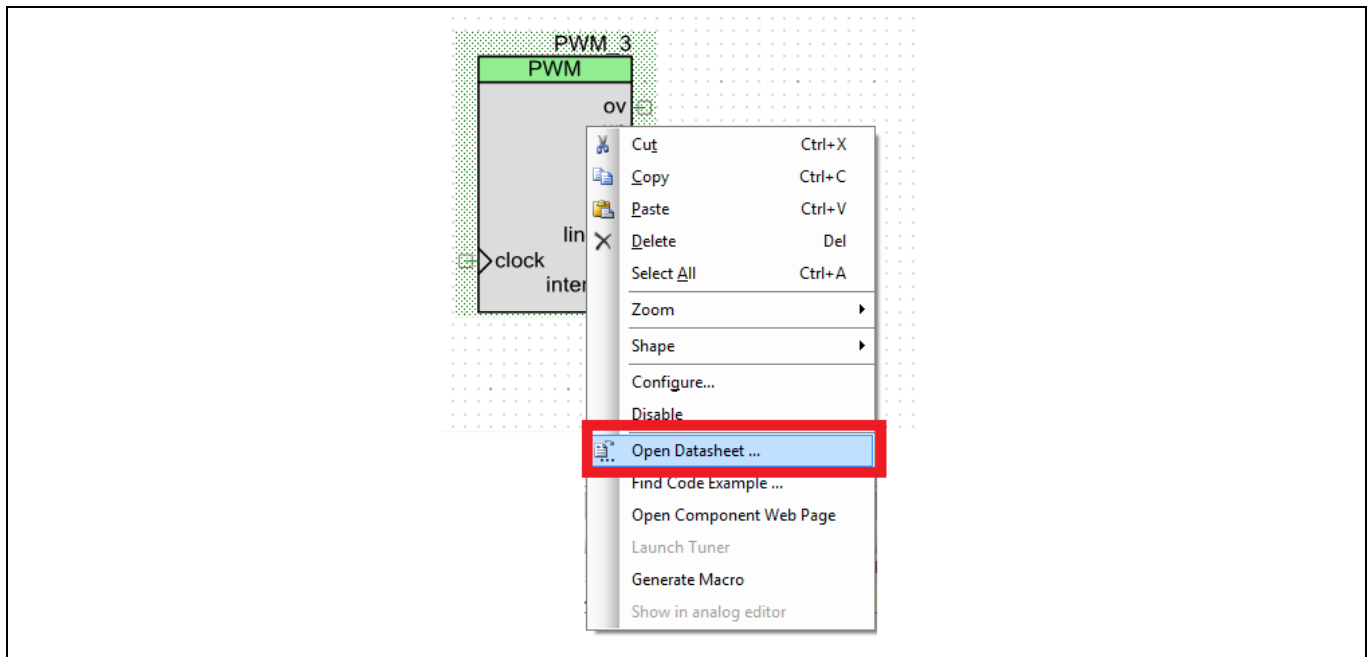 PWM_3
PWM
ov
lin
clock
inter
Cut Ctrl+X
Copy Ctrl+C
Paste Ctrl+V
Delete Del
Select All Ctrl+A
Zoom
Shape
Configure...
Disable
Open Datasheet ...
Find Code Example ...
Open Component Web Page
Launch Tuner
Generate Macro
Show in analog editor